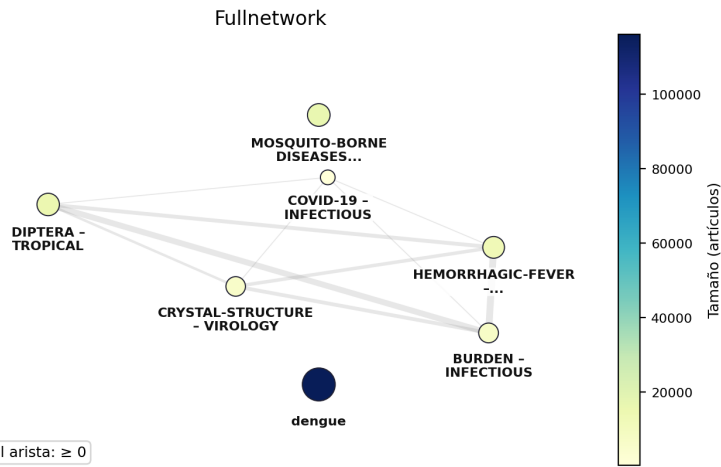 Fullnetwork
MOSQUITO-BORNE
DISEASES...
COVID-19 –
INFECTIOUS
DIPTERA –
TROPICAL
HEMORRHAGIC-FEVER
–...
CRYSTAL-STRUCTURE
– VIROLOGY
BURDEN –
INFECTIOUS
dengue
l arista: ≥ 0
100000
80000
60000
40000
20000
Tamaño (artículos)